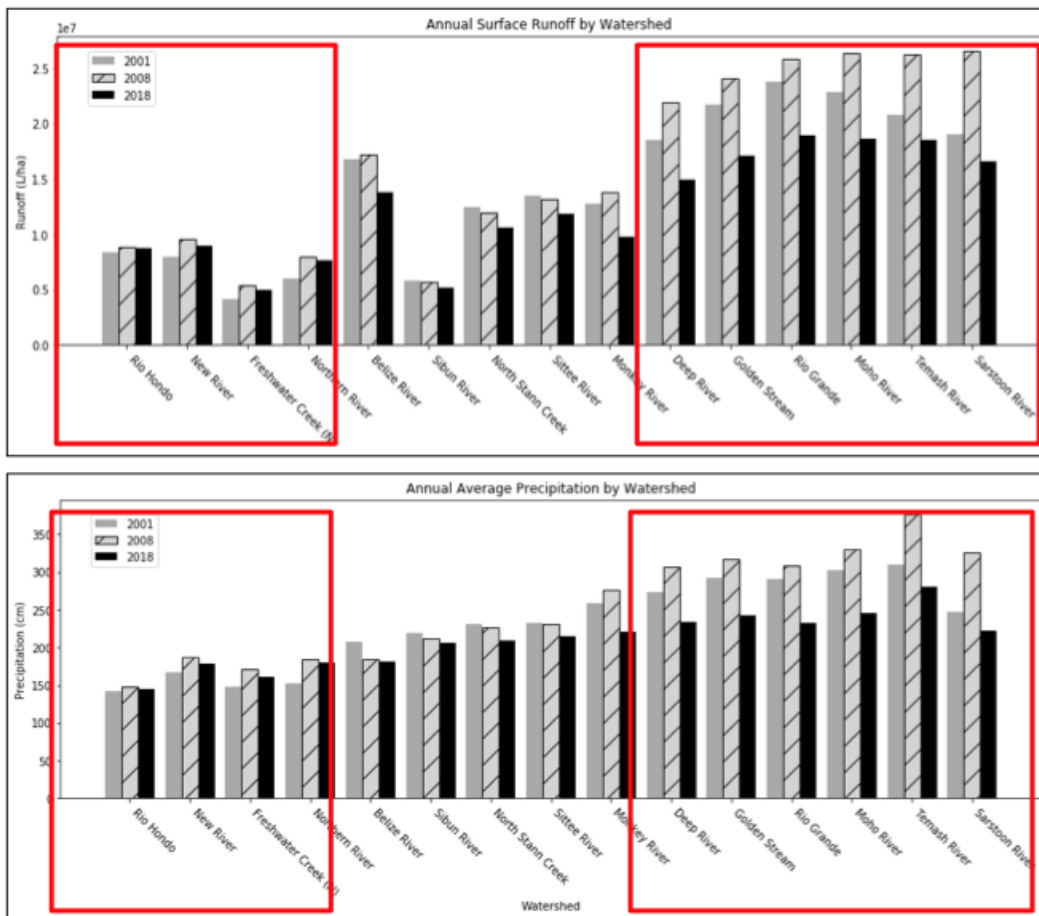 Annual Surface Runoff by Watershed
1e7
2001
2008
2018
2.5
2.0
1.5
1.0
0.5
0.0
Runoff (L/ha)
Rio Hondo
New River
Freshwater Creek (N)
Northern River
Belize River
Sibun River
North Stann Creek
Sittee River
Monkey River
Deep River
Golden Stream
Rio Grande
Moho River
Temash River
Sarstoon River
Annual Average Precipitation by Watershed
2001
2008
2018
350
300
250
200
150
100
50
0
Precipitation (cm)
Rio Hondo
New River
Freshwater Creek (N)
Northern River
Belize River
Sibun River
North Stann Creek
Sittee River
Monkey River
Deep River
Golden Stream
Rio Grande
Moho River
Temash River
Sarstoon River
Watershed